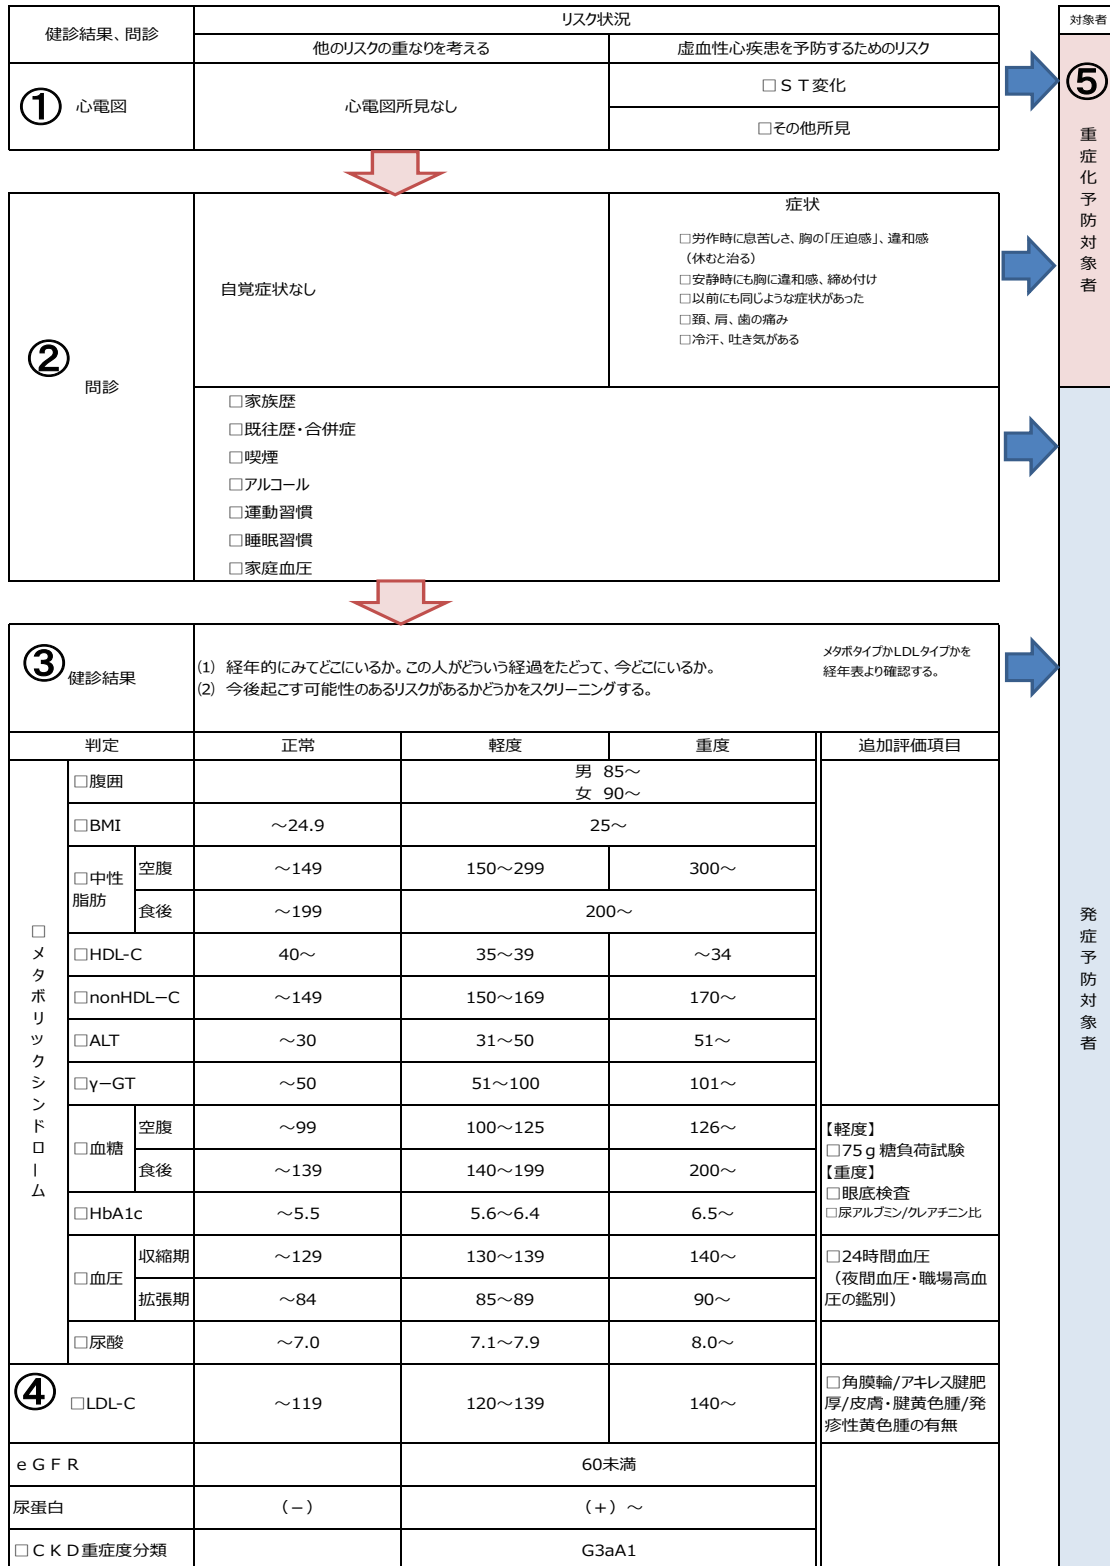 健診結果、問診
リスク状況
対象者
他のリスクの重なりを考える
虚血性心疾患を予防するためのリスク
① 心電図
心電図所見なし
□ＳＴ変化
□その他所見
⑤
重症化予防対象者
② 問診
自覚症状なし
症状
□労作時に息苦しさ、胸の「圧迫感」、違和感
（休むと治る）
□安静時にも胸に違和感、締め付け
□以前にも同じような症状があった
□頚、肩、歯の痛み
□冷汗、吐き気がある
□家族歴
□既往歴・合併症
□喫煙
□アルコール
□運動習慣
□睡眠習慣
□家庭血圧
③ 健診結果
(1) 経年的にみてどこにいるか。この人がどういう経過をたどって、今どこにいるか。
(2) 今後起こす可能性のあるリスクがあるかどうかをスクリーニングする。
メタボタイプかLDLタイプかを
経年表より確認する。
発症予防対象者
判定 正常 軽度 重度 追加評価項目
□メタボリックシンドローム
□腹囲 男 85～
女 90～
□BMI ～24.9 25～
□中性脂肪
空腹 ～149 150～299 300～
食後 ～199 200～
□HDL-C 40～ 35～39 ～34
□nonHDL－C ～149 150～169 170～
□ALT ～30 31～50 51～
□γ－GT ～50 51～100 101～
□血糖
空腹 ～99 100～125 126～
食後 ～139 140～199 200～
□HbA1c ～5.5 5.6～6.4 6.5～
【軽度】
□75ｇ糖負荷試験
【重度】
□眼底検査
□尿アルブミン/クレアチニン比
□血圧
収縮期 ～129 130～139 140～
拡張期 ～84 85～89 90～
□24時間血圧
（夜間血圧・職場高血
圧の鑑別）
□尿酸 ～7.0 7.1～7.9 8.0～
④ □LDL-C ～119 120～139 140～
□角膜輪/アキレス腱肥
厚/皮膚・腱黄色腫/発
疹性黄色腫の有無
ｅＧＦＲ 60未満
尿蛋白 （－） （+）～
□ＣＫＤ重症度分類 G3aA1